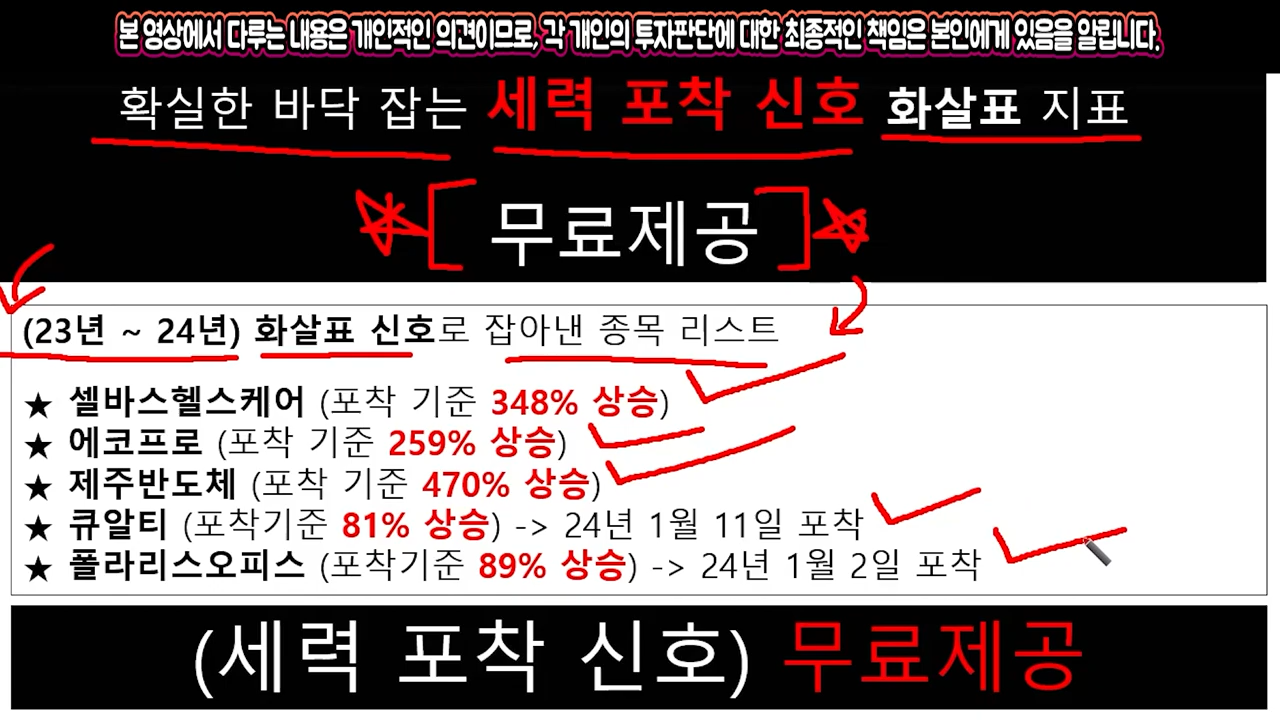 본 영상에서 다루는 내용은 개인적인 의견이므로, 각 개인의 투자판단에 대한 최종적인 책임은 본인에게 있음을 알립니다.
확실한 바닥 잡는 세력 포착 신호 화살표 지표
무료제공
(23년 ~ 24년) 화살표 신호로 잡아낸 종목 리스트
★ 셀바스헬스케어 (포착 기준 348% 상승)
★ 에코프로 (포착 기준 259% 상승)
★ 제주반도체 (포착 기준 470% 상승)
★ 큐알티 (포착기준 81% 상승) -> 24년 1월 11일 포착
★ 폴라리스오피스 (포착기준 89% 상승) -> 24년 1월 2일 포착
(세력 포착 신호) 무료제공